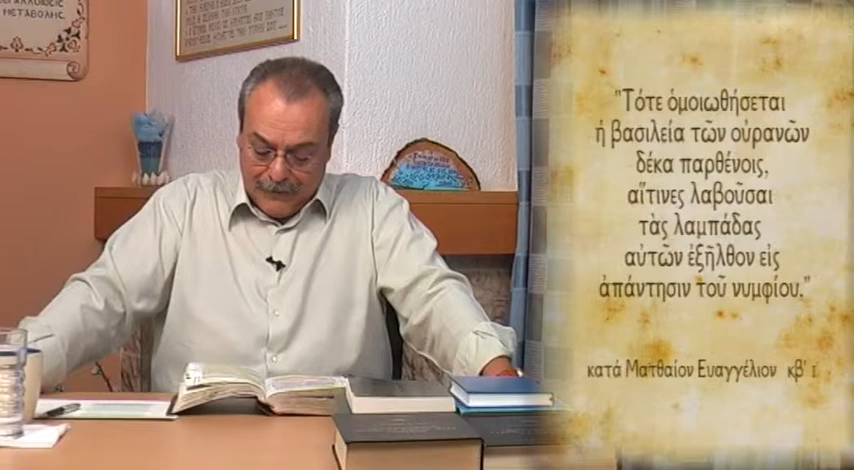 ΜΕΤΑΒΟΛΗΣ
"Τότε ὁμοιωθήσεται
ἡ βασιλεία τῶν οὐρανῶν
δέκα παρθένοις,
αἵτινες λαβοῦσαι
τὰς λαμπάδας
αὐτῶν ἐξῆλθον εἰς
ἀπάντησιν τοῦ νυμφίου."
κατά Ματθαίον Ευαγγέλιον κβ' ι